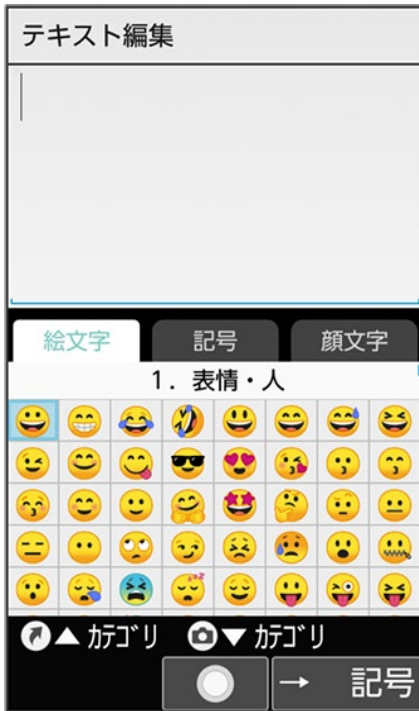 テキスト編集
絵文字 記号 顔文字
1. 表情・人
▲ ｶﾃｺﾞﾘ ▼ ｶﾃｺﾞﾘ
→ 記号